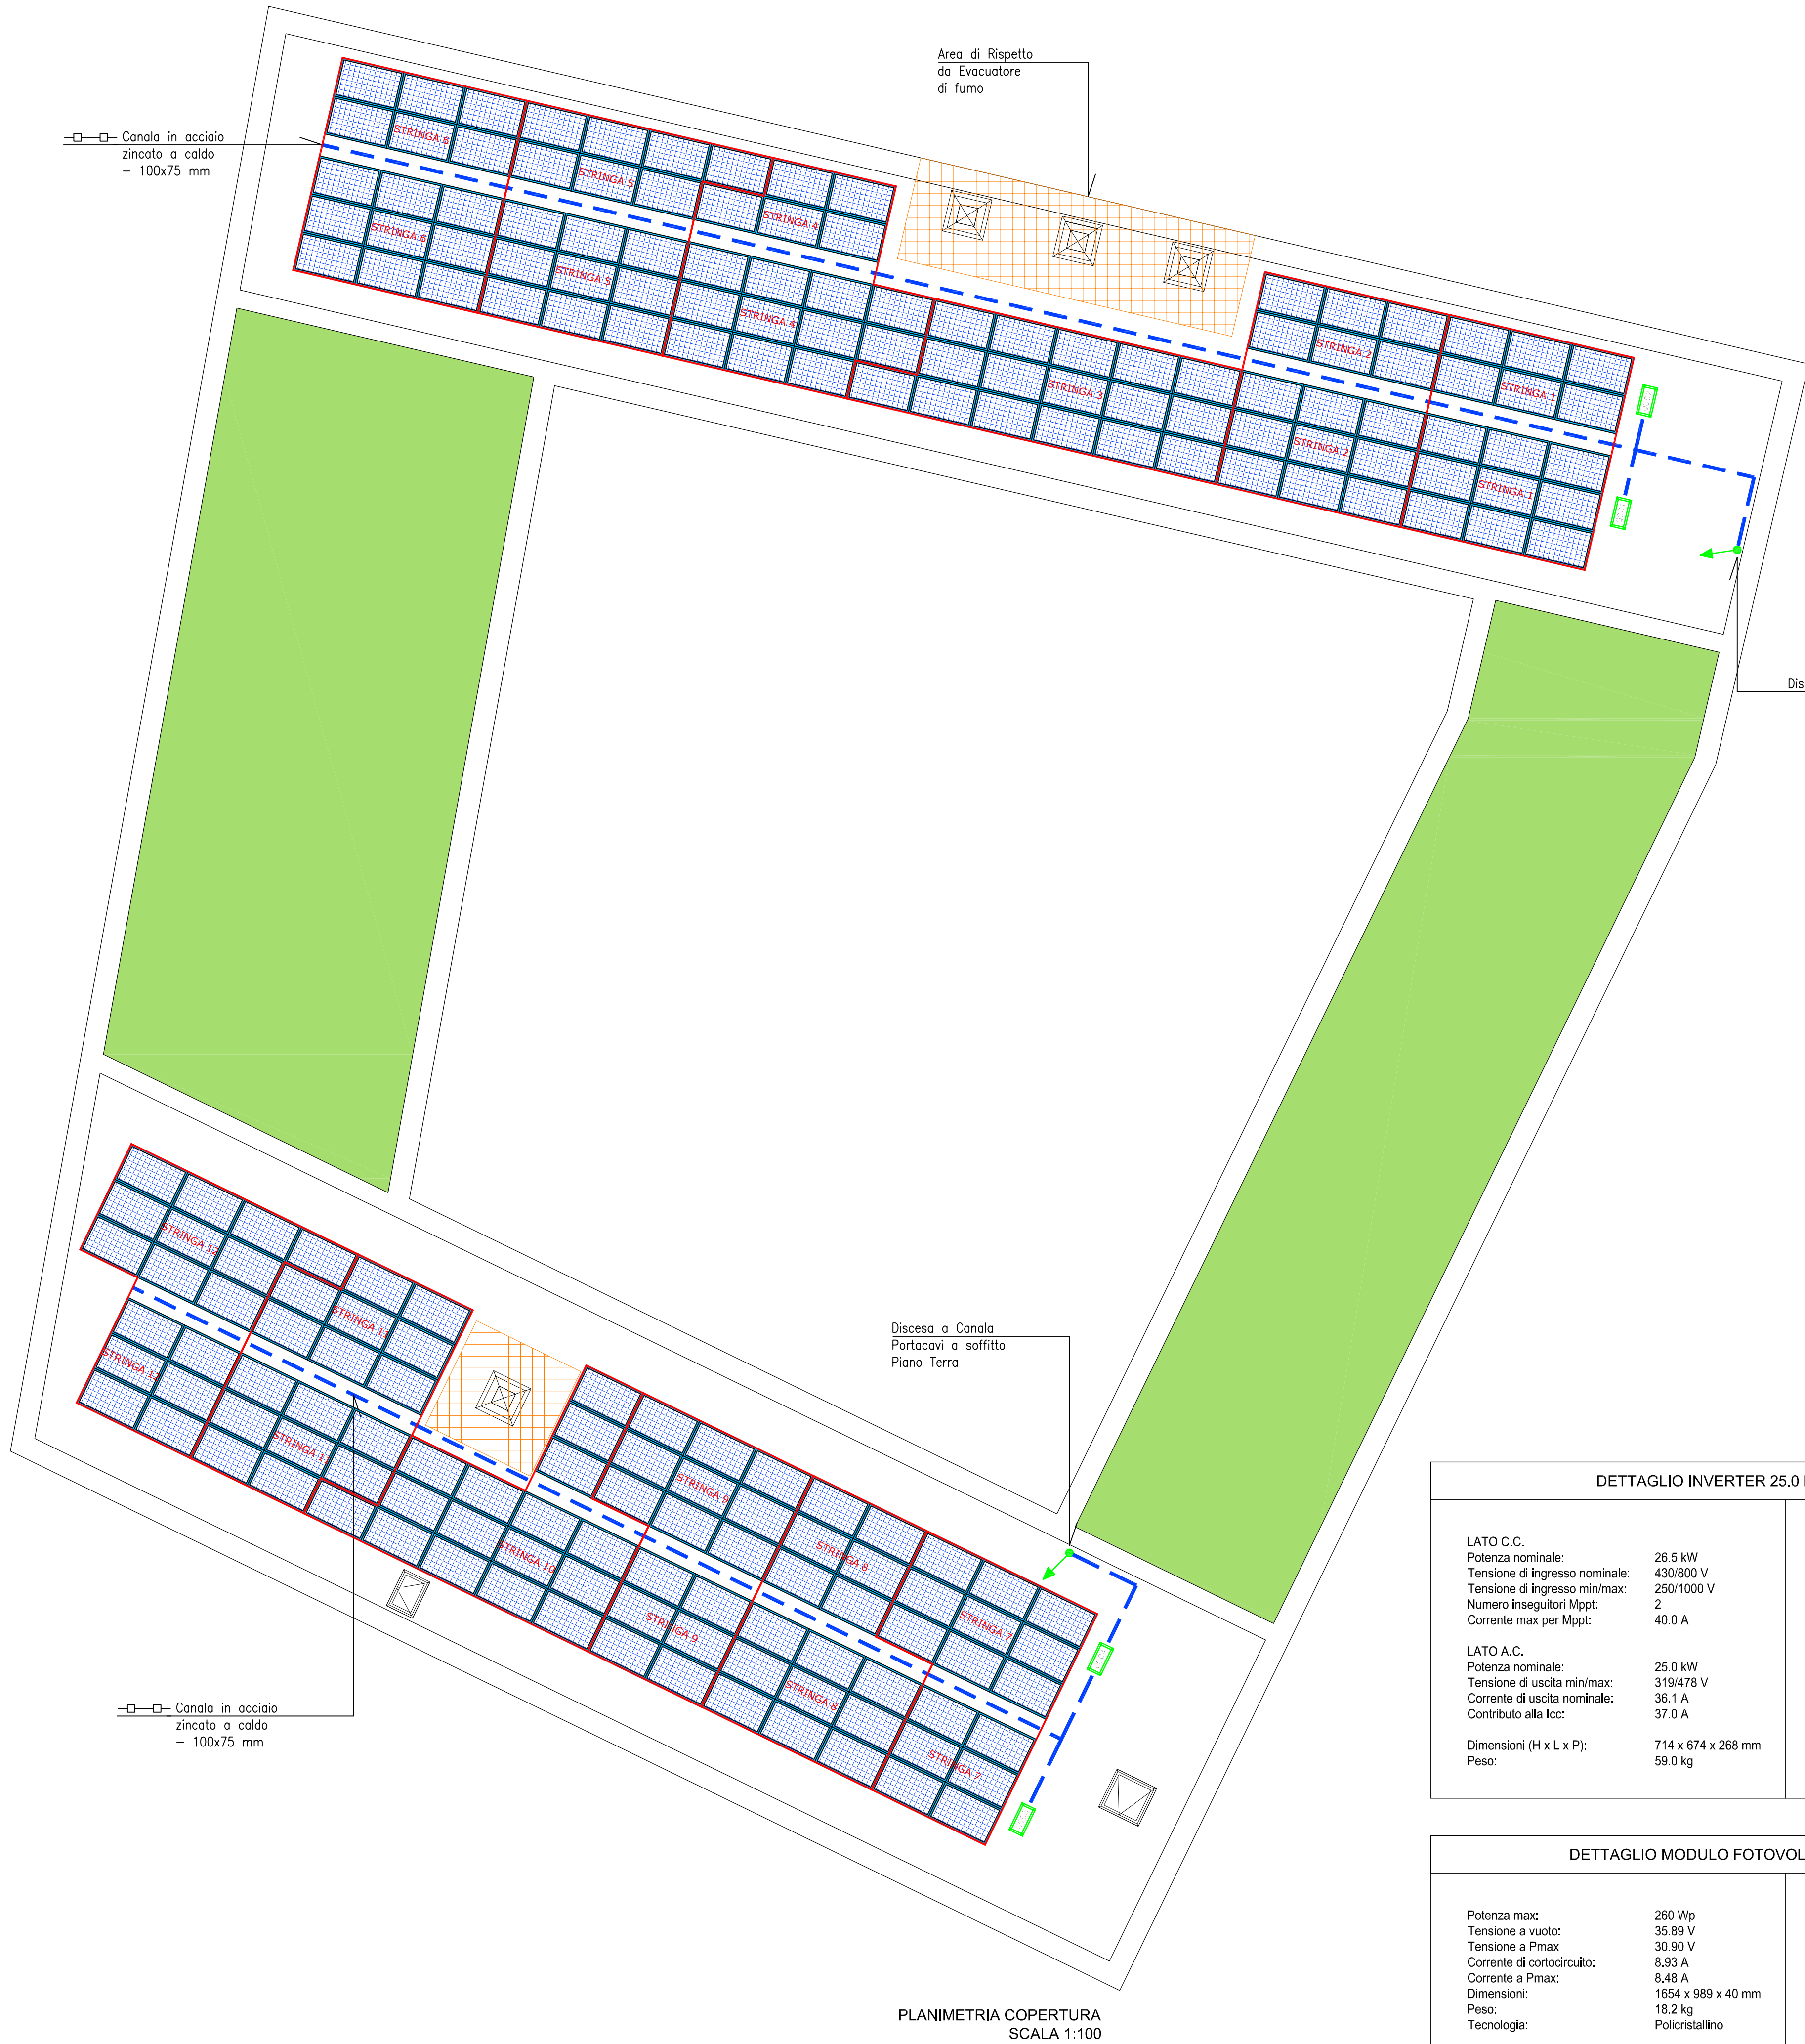 Area di Rispetto
da Evacuatore
di fumo
Canala in acciaio
zincato a caldo
– 100x75 mm
STRINGA 6
STRINGA 5
STRINGA 4
STRINGA 6
STRINGA 5
STRINGA 4
STRINGA 3
STRINGA 2
STRINGA 1
STRINGA 2
STRINGA 1
Dis
STRINGA 12
STRINGA 11
STRINGA 12
STRINGA 11
STRINGA 10
STRINGA 9
STRINGA 8
STRINGA 7
STRINGA 9
STRINGA 8
STRINGA 7
Discesa a Canala
Portacavi a soffitto
Piano Terra
Canala in acciaio
zincato a caldo
– 100x75 mm
DETTAGLIO INVERTER 25.0
LATO C.C.
Potenza nominale: 26.5 kW
Tensione di ingresso nominale: 430/800 V
Tensione di ingresso min/max: 250/1000 V
Numero inseguitori Mppt: 2
Corrente max per Mppt: 40.0 A
LATO A.C.
Potenza nominale: 25.0 kW
Tensione di uscita min/max: 319/478 V
Corrente di uscita nominale: 36.1 A
Contributo alla Icc: 37.0 A
Dimensioni (H x L x P): 714 x 674 x 268 mm
Peso: 59.0 kg
DETTAGLIO MODULO FOTOVOL
Potenza max: 260 Wp
Tensione a vuoto: 35.89 V
Tensione a Pmax 30.90 V
Corrente di cortocircuito: 8.93 A
Corrente a Pmax: 8.48 A
Dimensioni: 1654 x 989 x 40 mm
Peso: 18.2 kg
Tecnologia: Policristallino
PLANIMETRIA COPERTURA
SCALA 1:100